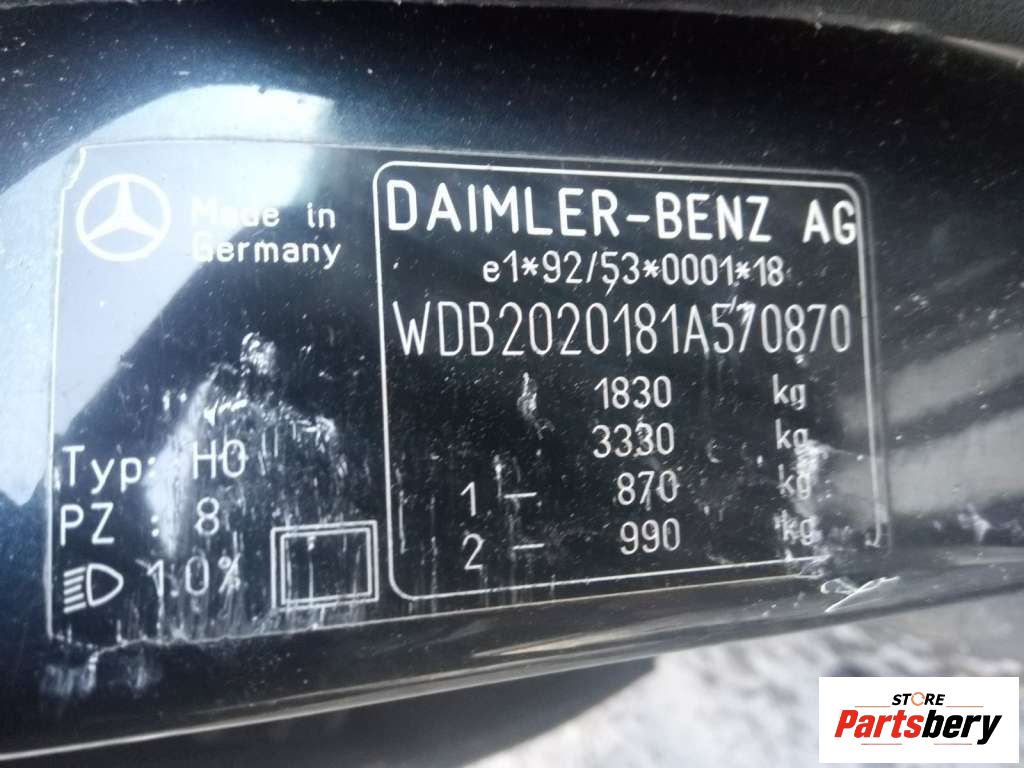 Made in
Germany
DAIMLER-BENZ AG
e1*92/53*0001*18
WDB2020181A570870
1830 kg
3330 kg
1 - 870 kg
2 - 990 kg
Typ: H0
PZ : 8
1.0%
STORE
Partsbery